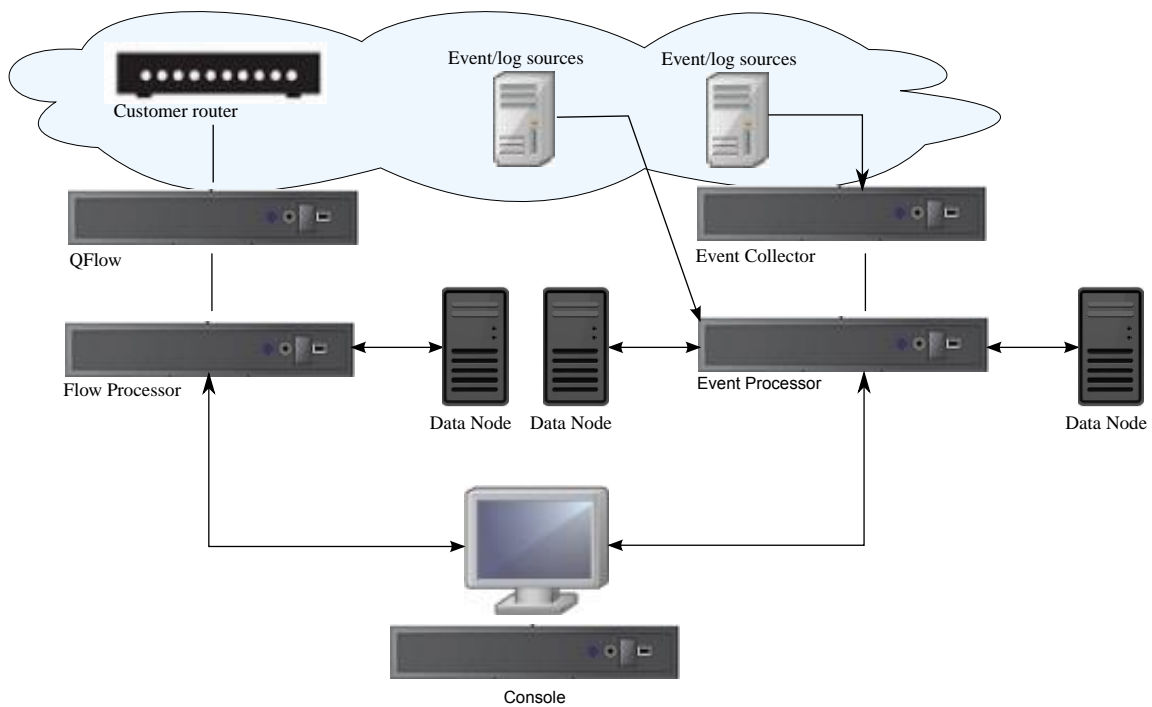 Event/log sources
Event/log sources
Customer router
QFlow
Event Collector
Flow Processor
Event Processor
Data Node
Data Node
Data Node
Console